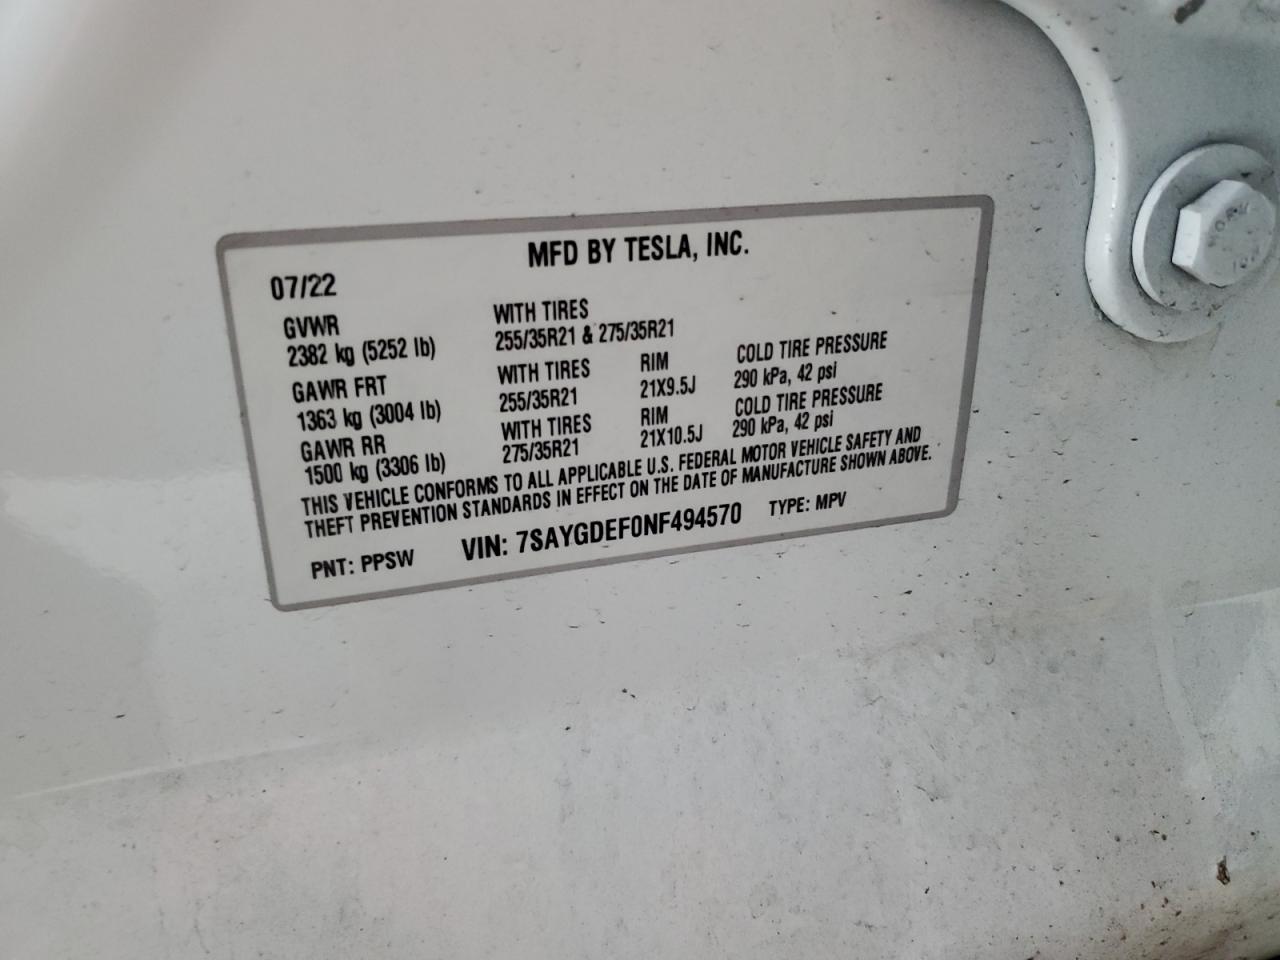 MFD BY TESLA, INC.
07/22
GVWR WITH TIRES
2382 kg (5252 lb) 255/35R21 & 275/35R21
GAWR FRT WITH TIRES RIM COLD TIRE PRESSURE
1363 kg (3004 lb) 255/35R21 21X9.5J 290 kPa, 42 psi
GAWR RR WITH TIRES RIM COLD TIRE PRESSURE
1500 kg (3306 lb) 275/35R21 21X10.5J 290 kPa, 42 psi
THIS VEHICLE CONFORMS TO ALL APPLICABLE U.S. FEDERAL MOTOR VEHICLE SAFETY AND
THEFT PREVENTION STANDARDS IN EFFECT ON THE DATE OF MANUFACTURE SHOWN ABOVE.
PNT: PPSW VIN: 7SAYGDEF0NF494570 TYPE: MPV